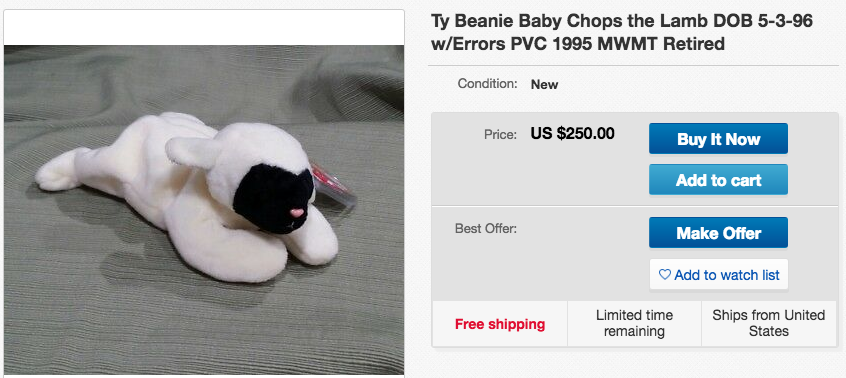 Ty Beanie Baby Chops the Lamb DOB 5-3-96
w/Errors PVC 1995 MWMT Retired
Condition: New
Price: US $250.00
Buy It Now
Add to cart
Best Offer:
Make Offer
Add to watch list
Free shipping
Limited time
remaining
Ships from United
States